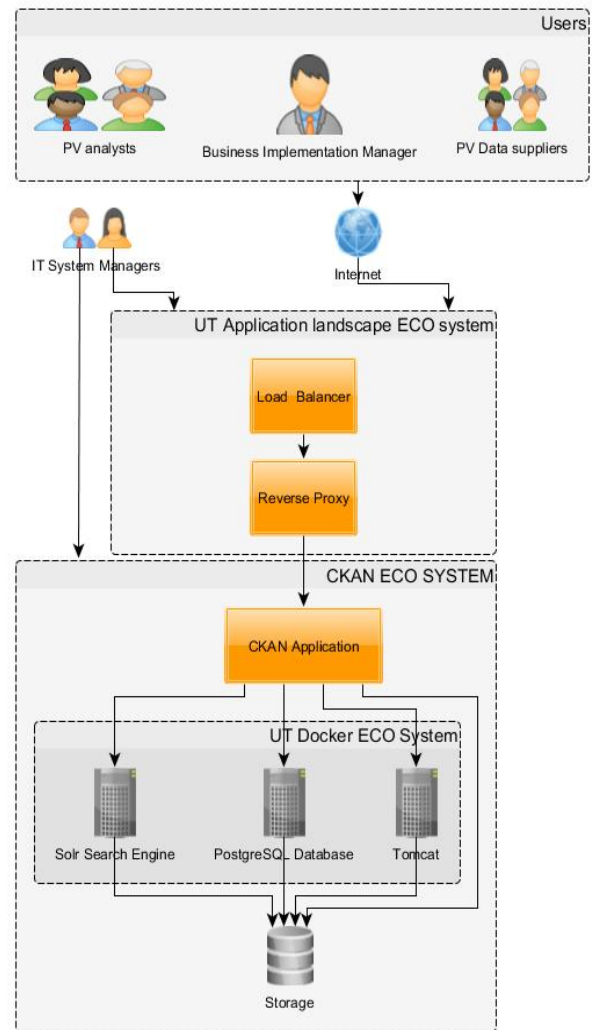 Users
PV analysts
Business Implementation Manager
PV Data suppliers
IT System Managers
Internet
UT Application landscape ECO system
Load Balancer
Reverse Proxy
CKAN ECO SYSTEM
CKAN Application
UT Docker ECO System
Solr Search Engine
PostgreSQL Database
Tomcat
Storage